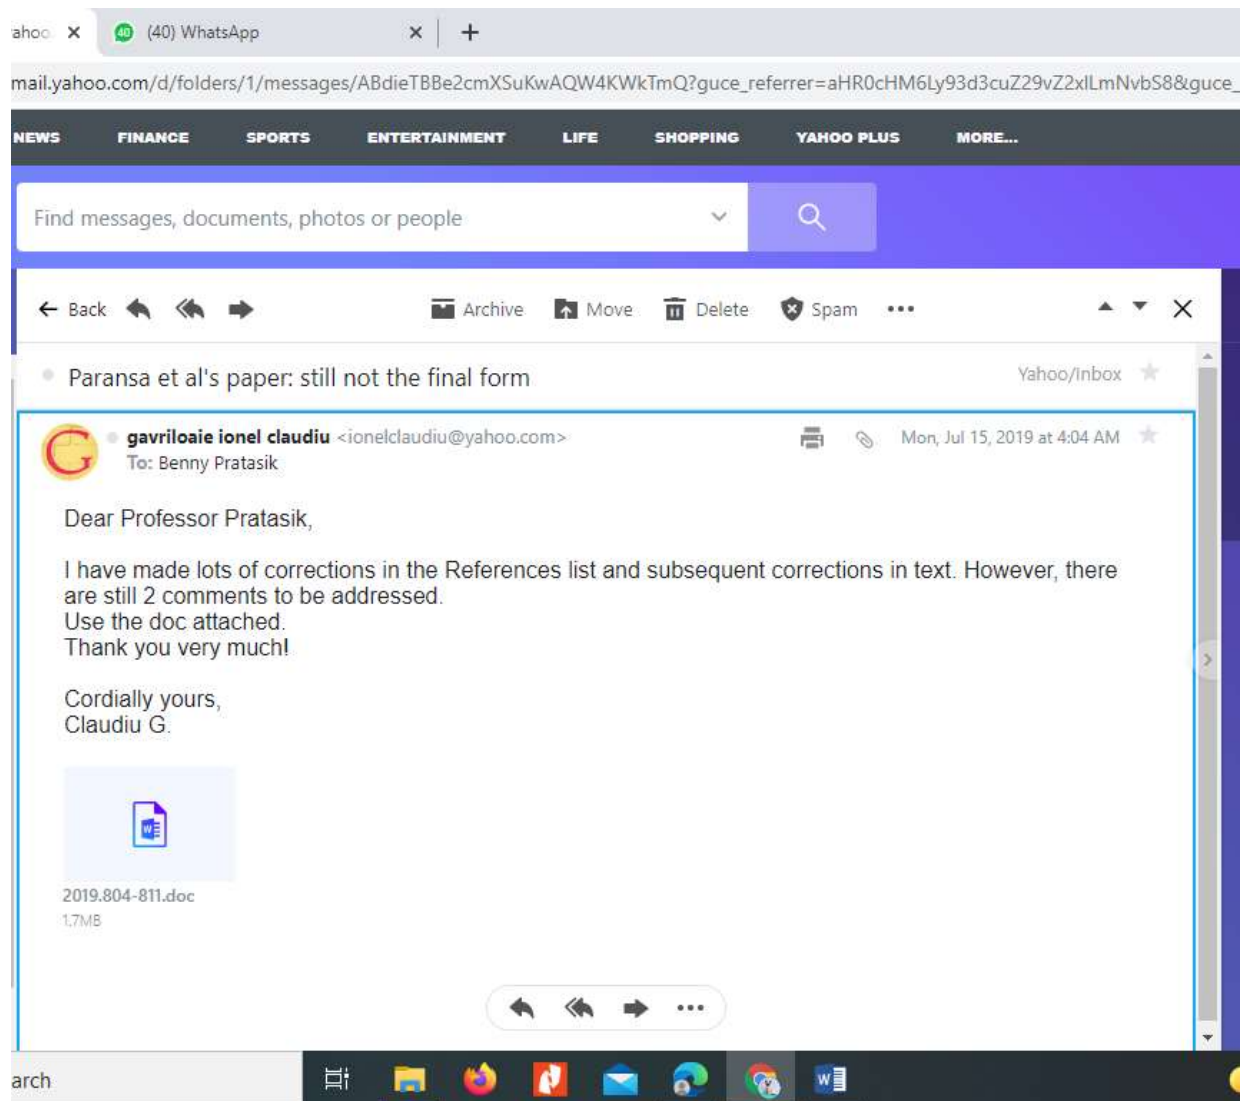 ahoo
(40) WhatsApp
mail.yahoo.com/d/folders/1/messages/ABdieTBBe2cmXSuKwAQW4KWkTmQ?guce_referrer=aHR0cHM6Ly93d3cuZ29vZ2xlLmNvbS8&guce_
NEWS FINANCE SPORTS ENTERTAINMENT LIFE SHOPPING YAHOO PLUS MORE...
Find messages, documents, photos or people
Back Archive Move Delete Spam
Paransa et al's paper: still not the final form Yahoo/Inbox
gavriloaie ionel claudiu <ionelclaudiu@yahoo.com> Mon, Jul 15, 2019 at 4:04 AM
To: Benny Pratasik
Dear Professor Pratasik,
I have made lots of corrections in the References list and subsequent corrections in text. However, there
are still 2 comments to be addressed.
Use the doc attached.
Thank you very much!
Cordially yours,
Claudiu G.
2019.804-811.doc
1.7MB
arch